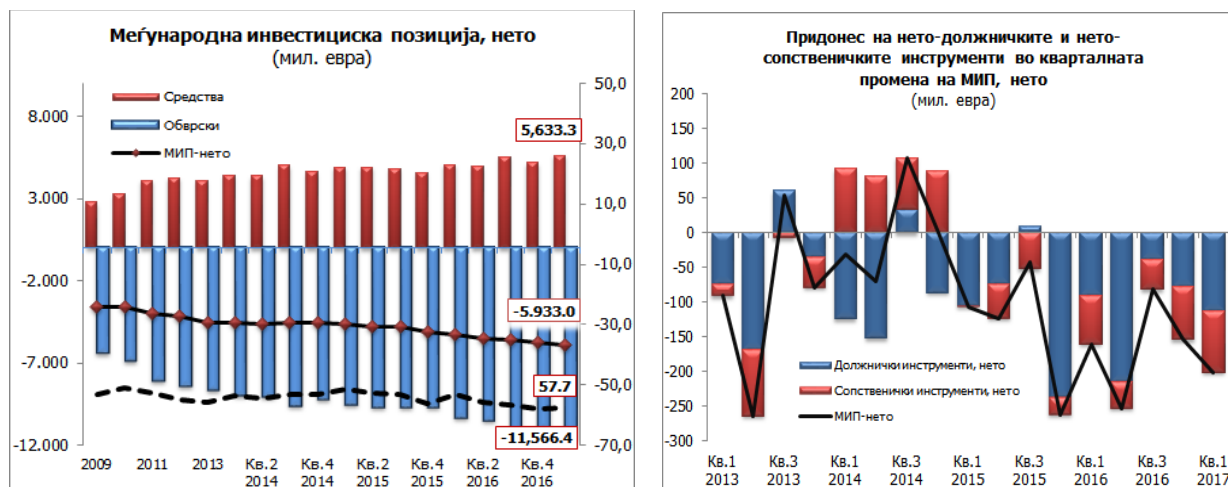 Меѓународна инвестициска позиција, нето
(мил. евра)
Средства
Обврски
МИП-нето
8.000
3.000
-2.000
-7.000
-12.000
50,0
30,0
10,0
-10,0
-30,0
-50,0
-70,0
5,633.3
-5.933.0
57.7
-11,566.4
2009 2011 2013 Кв.2 Кв.4 Кв.2 Кв.4 Кв.2 Кв.4
2014 2014 2015 2015 2016 2016
Придонес на нето-должничките и нето-
сопственичките инструменти во кварталната
промена на МИП, нето
(мил. евра)
200
150
100
50
0
-50
-100
-150
-200
-250
-300
Должнички инструменти, нето
Сопственички инструменти, нето
МИП-нето
Кв.1 Кв.3 Кв.1 Кв.3 Кв.1 Кв.3 Кв.1 Кв.3 Кв.1
2013 2013 2014 2014 2015 2015 2016 2016 2017